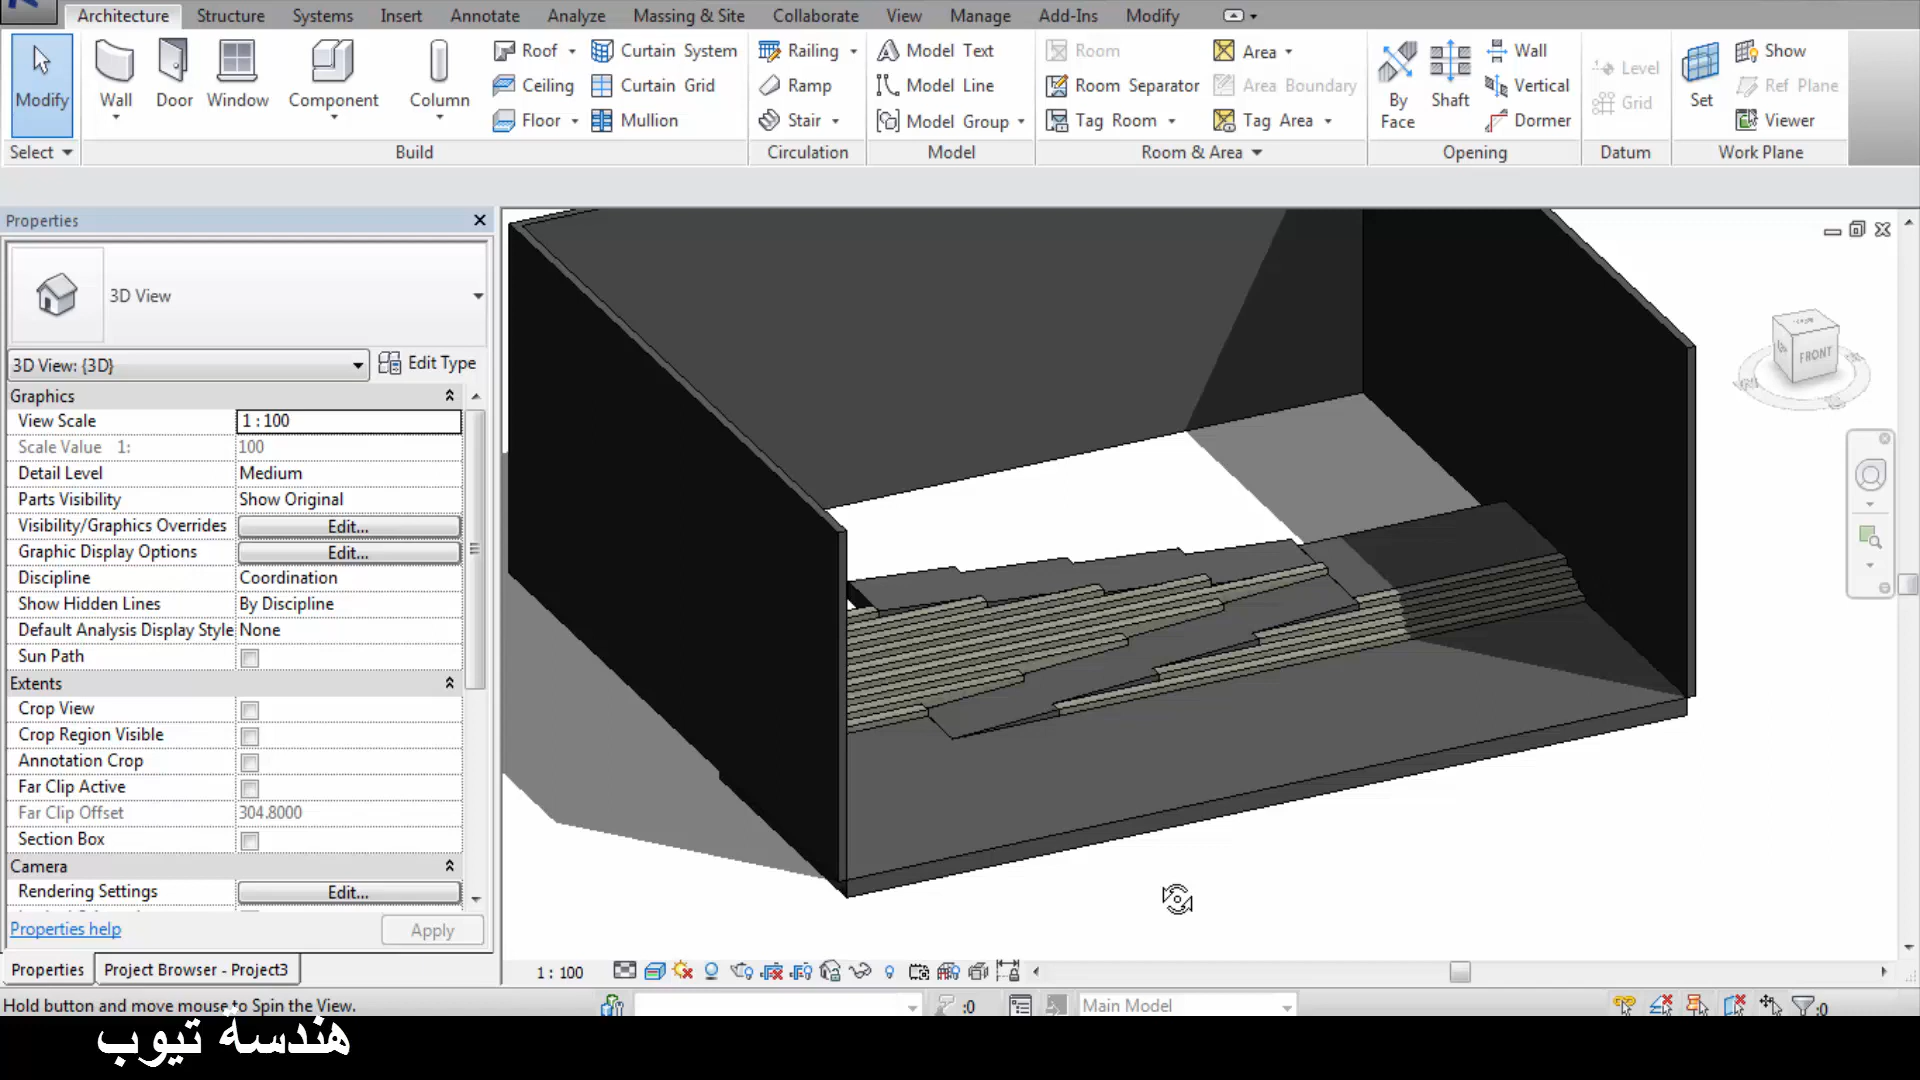 Architecture Structure Systems Insert Annotate Analyze Massing & Site Collaborate View Manage Add-Ins Modify
Modify
Wall
Door
Window
Component
Column
Roof
Ceiling
Floor
Curtain System
Curtain Grid
Mullion
Railing
Ramp
Stair
Model Text
Model Line
Model Group
Room
Room Separator
Tag Room
Area
Area Boundary
Tag Area
By Face
Shaft
Wall
Vertical
Dormer
Level
Grid
Set
Show
Ref Plane
Viewer
Select Build Circulation Model Room & Area Opening Datum Work Plane
Properties
3D View
3D View: {3D}
Edit Type
Graphics
View Scale 1 : 100
Scale Value 1: 100
Detail Level Medium
Parts Visibility Show Original
Visibility/Graphics Overrides Edit...
Graphic Display Options Edit...
Discipline Coordination
Show Hidden Lines By Discipline
Default Analysis Display Style None
Sun Path
Extents
Crop View
Crop Region Visible
Annotation Crop
Far Clip Active
Far Clip Offset 304.8000
Section Box
Camera
Rendering Settings Edit...
Properties help Apply
Properties Project Browser - Project3
FRONT
1 : 100
Hold button and move mouse to Spin the View.
:0
Main Model
:0
هندسة تيوب